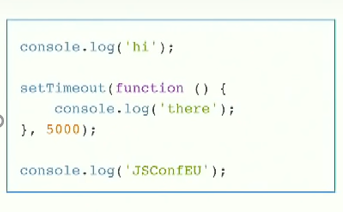 console.log('hi');
setTimeout(function () {
    console.log('there');
}, 5000);
console.log('JSConfEU');